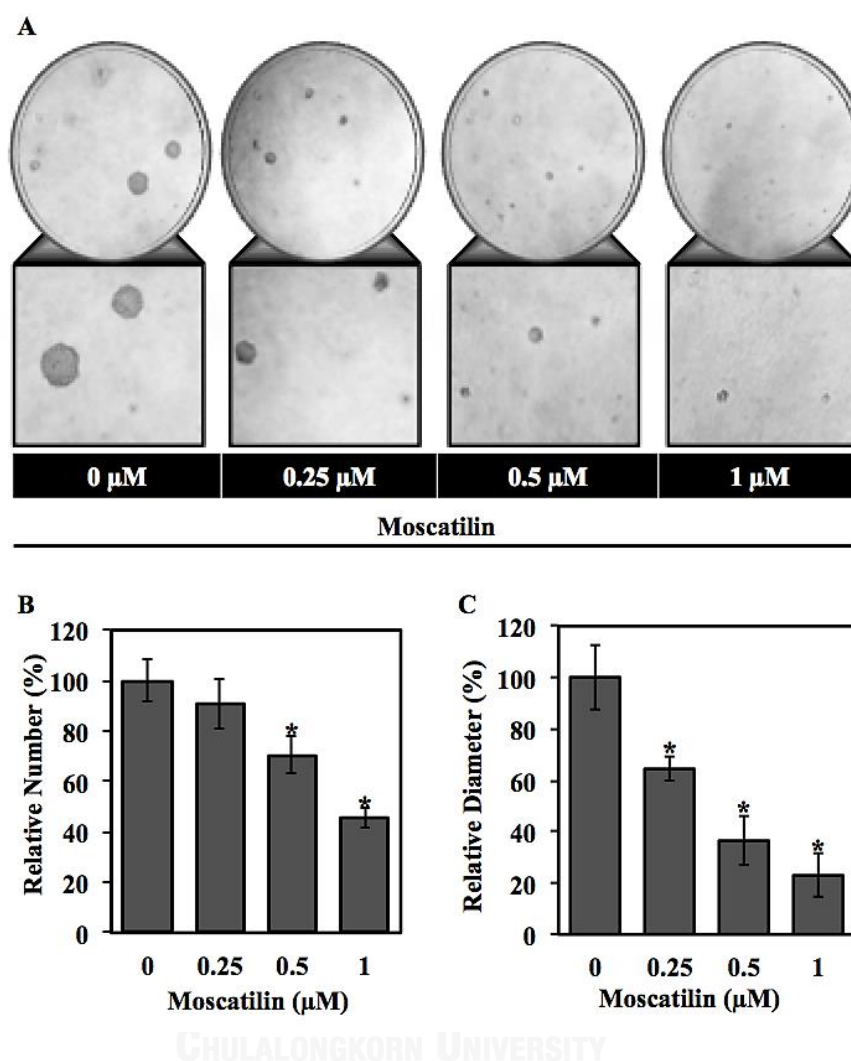 A
0 µM 0.25 µM 0.5 µM 1 µM
Moscatilin
B
Relative Number (%)
120
100
80
60
40
20
0
* *
0 0.25 0.5 1
Moscatilin (µM)
C
Relative Diameter (%)
120
100
80
60
40
20
0
* * *
0 0.25 0.5 1
Moscatilin (µM)
CHULALONGKORN UNIVERSITY